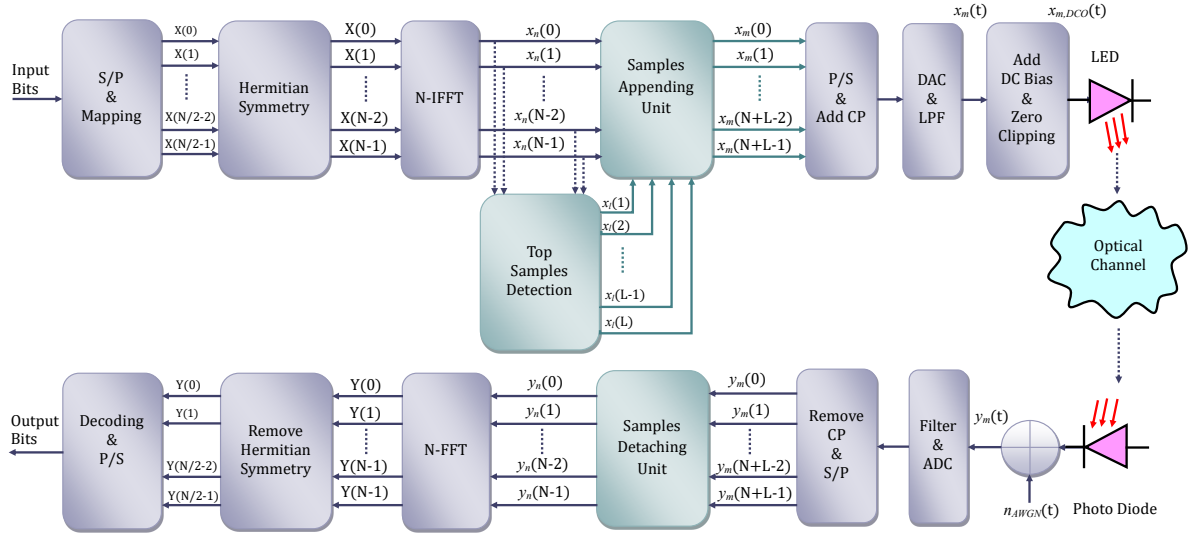 Input
Bits
S/P
&
Mapping
X(0)
X(1)
X(N/2-2)
X(N/2-1)
Hermitian
Symmetry
X(0)
X(1)
X(N-2)
X(N-1)
N-IFFT
xn(0)
xn(1)
xn(N-2)
xn(N-1)
Samples
Appending
Unit
xm(0)
xm(1)
xm(N+L-2)
xm(N+L-1)
P/S
&
Add CP
DAC
&
LPF
xm(t)
Add
DC Bias
&
Zero
Clipping
xm,DCO(t)
LED
Top
Samples
Detection
xl(1)
xl(2)
xl(L-1)
xl(L)
Optical
Channel
Output
Bits
Decoding
&
P/S
Y(0)
Y(1)
Y(N/2-2)
Y(N/2-1)
Remove
Hermitian
Symmetry
Y(0)
Y(1)
Y(N-1)
Y(N-1)
N-FFT
yn(0)
yn(1)
yn(N-2)
yn(N-1)
Samples
Detaching
Unit
ym(0)
ym(1)
ym(N+L-2)
ym(N+L-1)
Remove
CP
&
S/P
Filter
&
ADC
ym(t)
nAWGN(t)
Photo Diode